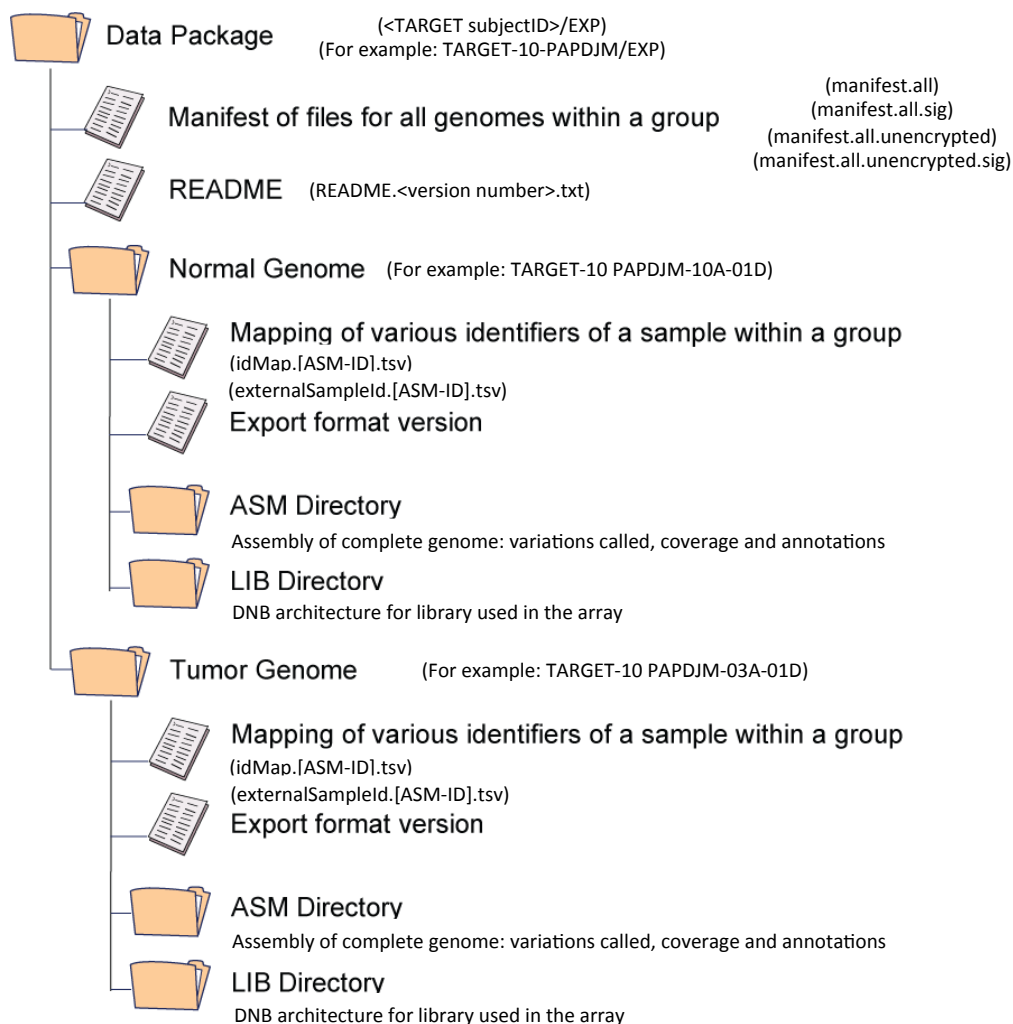 Data Package (<TARGET subjectID>/EXP)
(For example: TARGET-10-PAPDJM/EXP)
Manifest of files for all genomes within a group
(manifest.all)
(manifest.all.sig)
(manifest.all.unencrypted)
(manifest.all.unencrypted.sig)
README (README.<version number>.txt)
Normal Genome (For example: TARGET-10 PAPDJM-10A-01D)
Mapping of various identifiers of a sample within a group
(idMap.[ASM-ID].tsv)
(externalSampleId.[ASM-ID].tsv)
Export format version
ASM Directory
Assembly of complete genome: variations called, coverage and annotations
LIB Directory
DNB architecture for library used in the array
Tumor Genome (For example: TARGET-10 PAPDJM-03A-01D)
Mapping of various identifiers of a sample within a group
(idMap.[ASM-ID].tsv)
(externalSampleId.[ASM-ID].tsv)
Export format version
ASM Directory
Assembly of complete genome: variations called, coverage and annotations
LIB Directory
DNB architecture for library used in the array